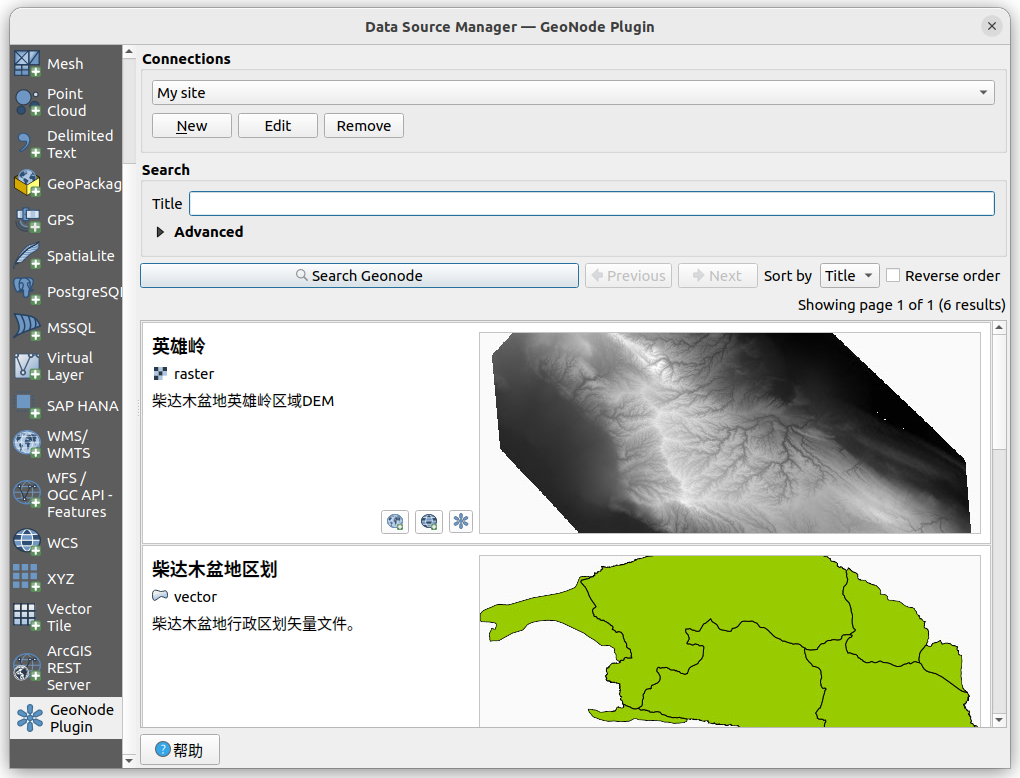 Data Source Manager — GeoNode Plugin
Mesh
Point
Cloud
Delimited
Text
GeoPackag
GPS
SpatiaLite
PostgreSQL
MSSQL
Virtual
Layer
SAP HANA
WMS/
WMTS
WFS /
OGC API -
Features
WCS
XYZ
Vector
Tile
ArcGIS
REST
Server
GeoNode
Plugin
Connections
My site
New
Edit
Remove
Search
Title
Advanced
Search Geonode
Previous
Next
Sort by
Title
Reverse order
Showing page 1 of 1 (6 results)
英雄岭
raster
柴达木盆地英雄岭区域DEM
柴达木盆地区划
vector
柴达木盆地行政区划矢量文件。
帮助